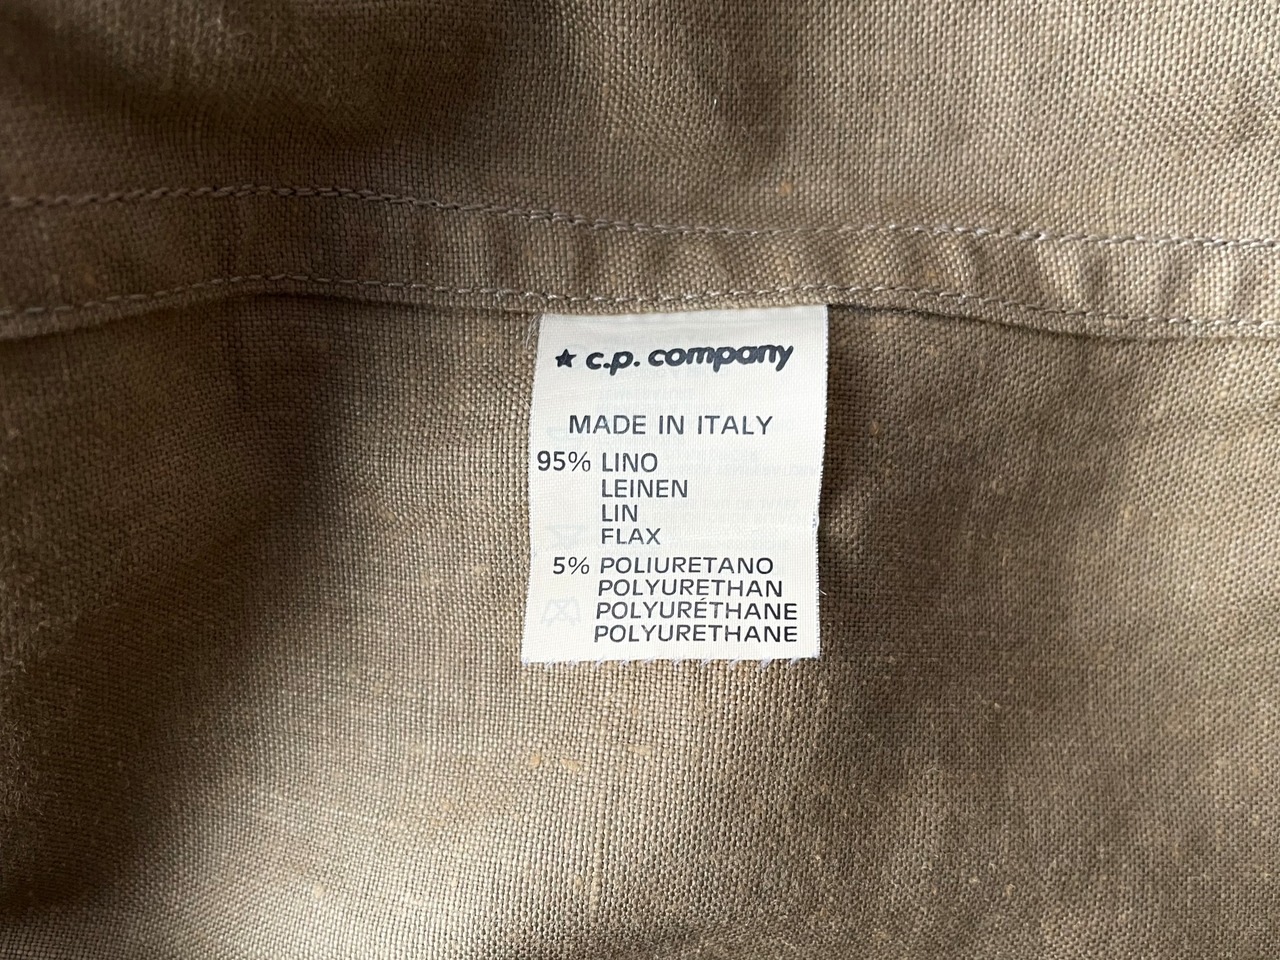 ★ c.p. company
MADE IN ITALY
95% LINO
LEINEN
LIN
FLAX
5% POLIURETANO
POLYURETHAN
POLYURÉTHANE
POLYURETHANE